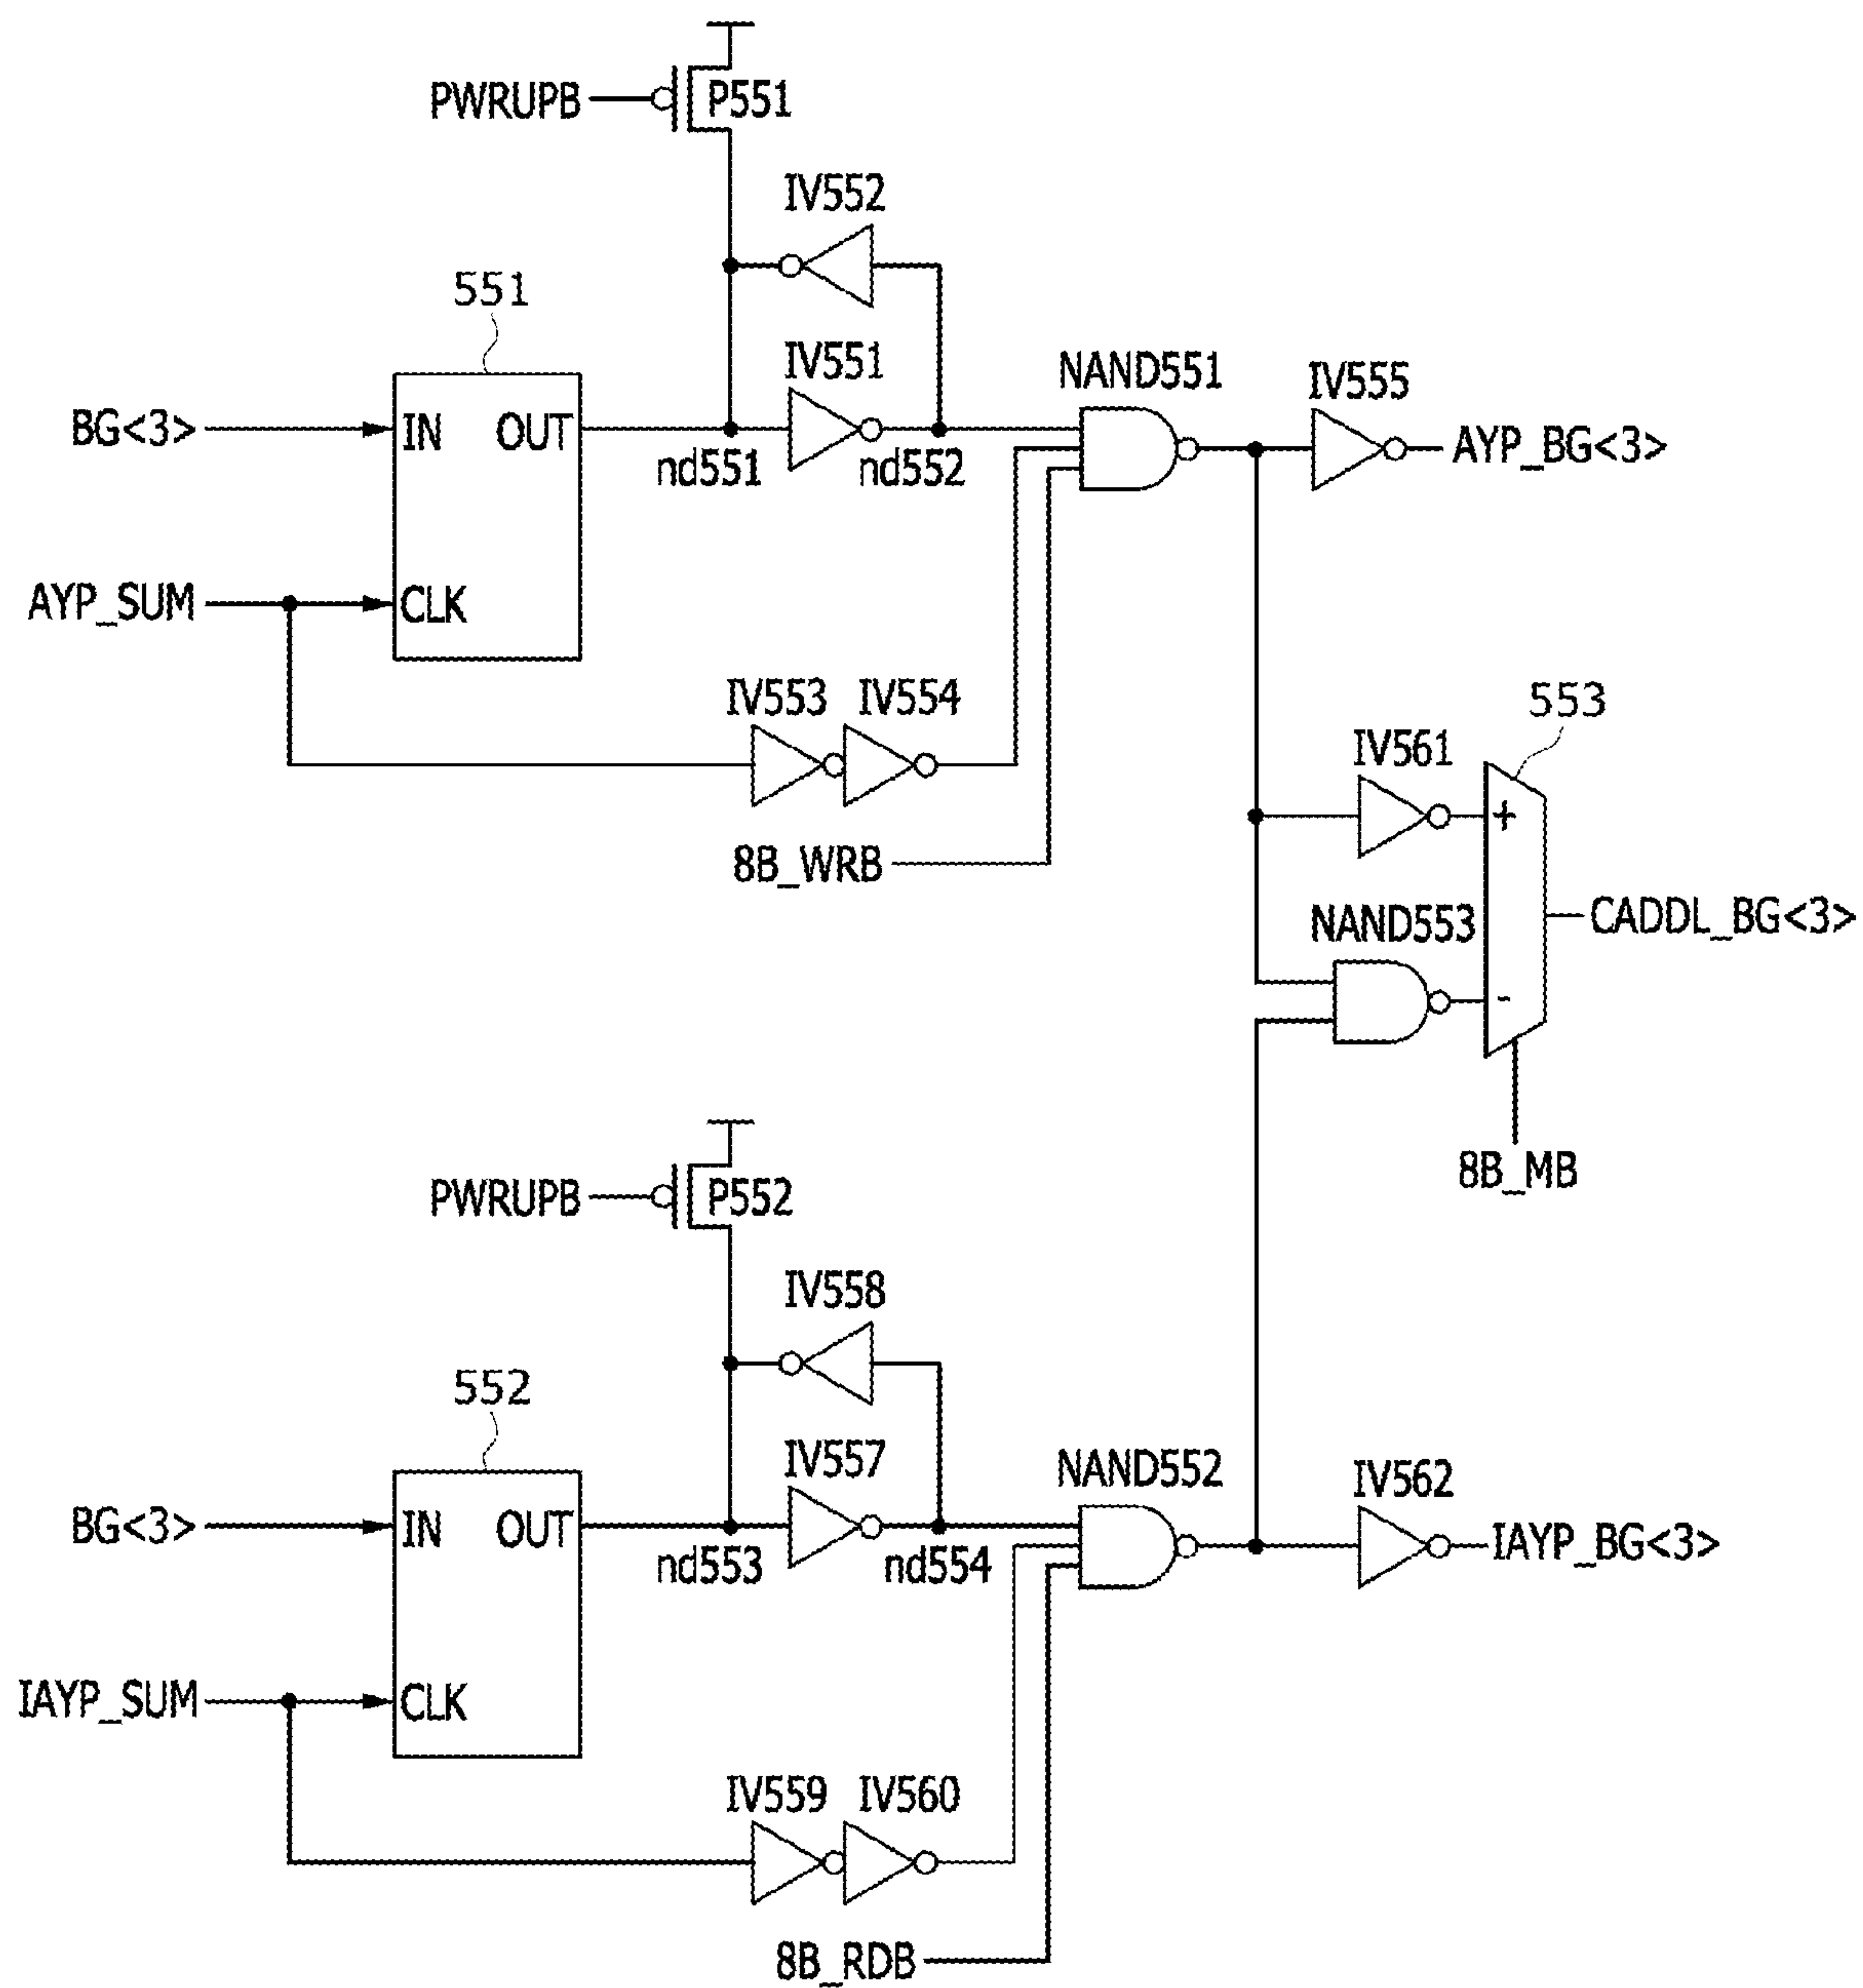 PWRUPB
P551
IV552
551
IV551
NAND551
IV555
BG<3>
IN
OUT
nd551
nd552
AYP_BG<3>
AYP_SUM
CLK
IV553
IV554
553
IV561
8B_WRB
+
NAND553
CADDL_BG<3>
-
8B_MB
PWRUPB
P552
IV558
552
IV557
NAND552
IV562
BG<3>
IN
OUT
nd553
nd554
IAYP_BG<3>
IAYP_SUM
CLK
IV559
IV560
8B_RDB